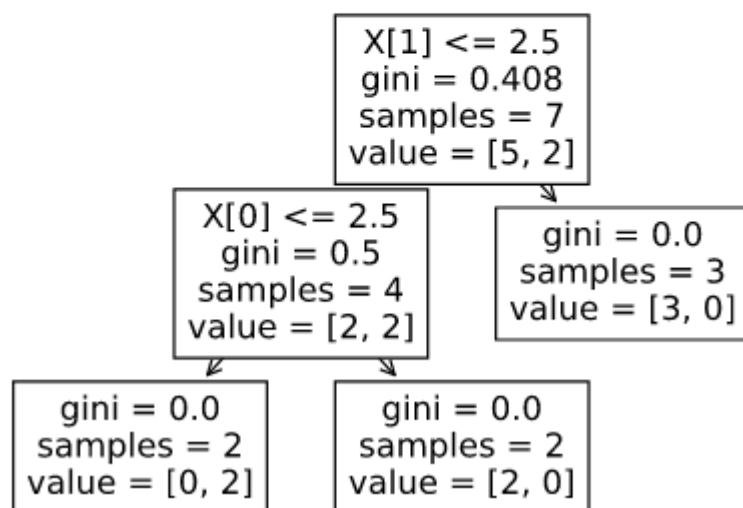 X[1] <= 2.5
gini = 0.408
samples = 7
value = [5, 2]
X[0] <= 2.5
gini = 0.5
samples = 4
value = [2, 2]
gini = 0.0
samples = 3
value = [3, 0]
gini = 0.0
samples = 2
value = [0, 2]
gini = 0.0
samples = 2
value = [2, 0]